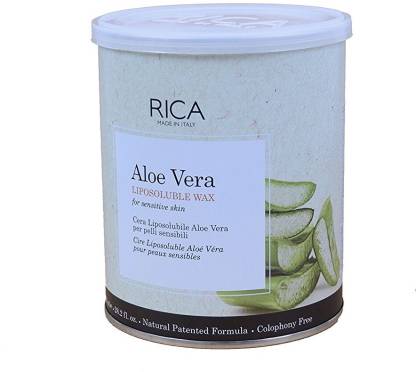 RICA
MADE IN ITALY
Aloe Vera
LIPOSOLUBLE WAX
for sensitive skin
Cera Liposolubile Aloe Vera
per pelli sensibili
Cire Liposoluble Aloé Véra
pour peaux sensibles
28.2 fl. oz. • Natural Patented Formula • Colophony Free